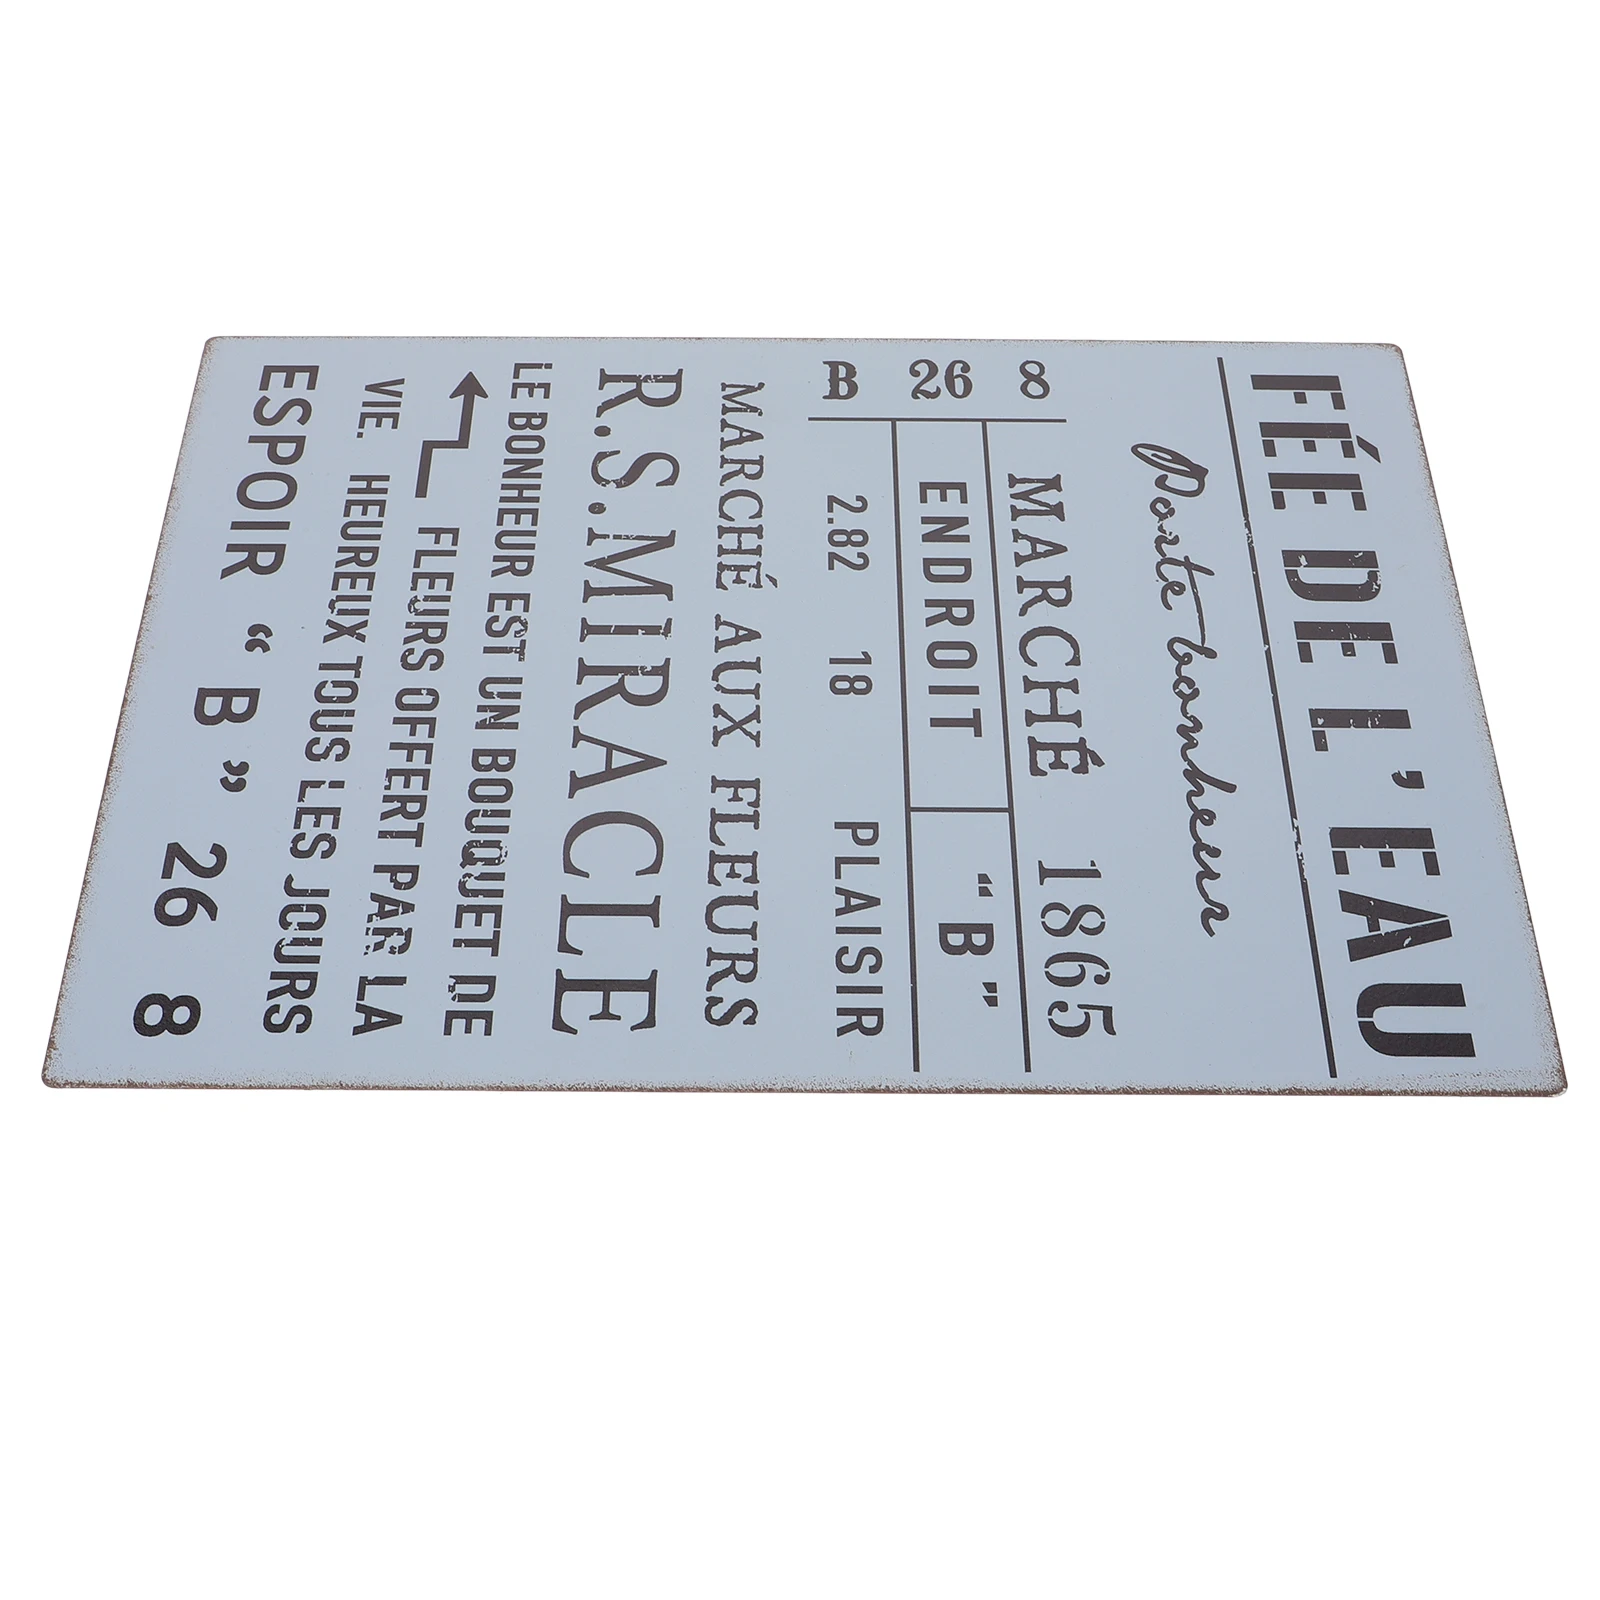 FÉE DE L'EAU
Porte-bonheur
8 MARCHÉ 1865
26 ENDROIT "B"
B 2.82 18 PLAISIR
MARCHÉ AUX FLEURS
R.S.MIRACLE
LE BONHEUR EST UN BOUQUET DE
FLEURS OFFERT PAR LA
VIE. HEUREUX TOUS LES JOURS
ESPOIR “B” 26 8